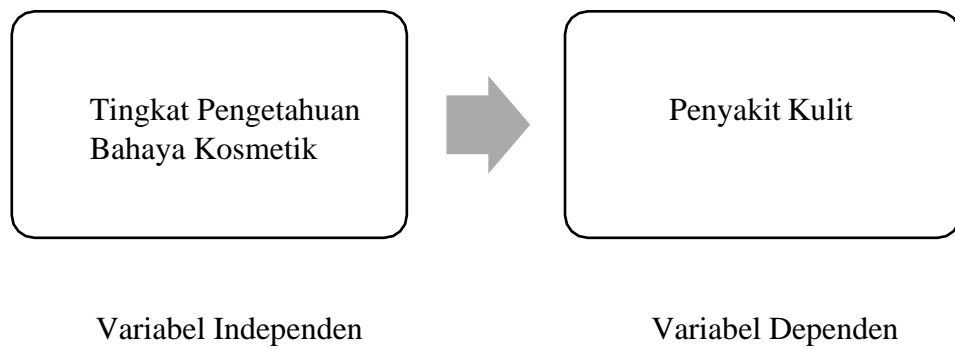 Tingkat Pengetahuan
Bahaya Kosmetik
Penyakit Kulit
Variabel Independen
Variabel Dependen